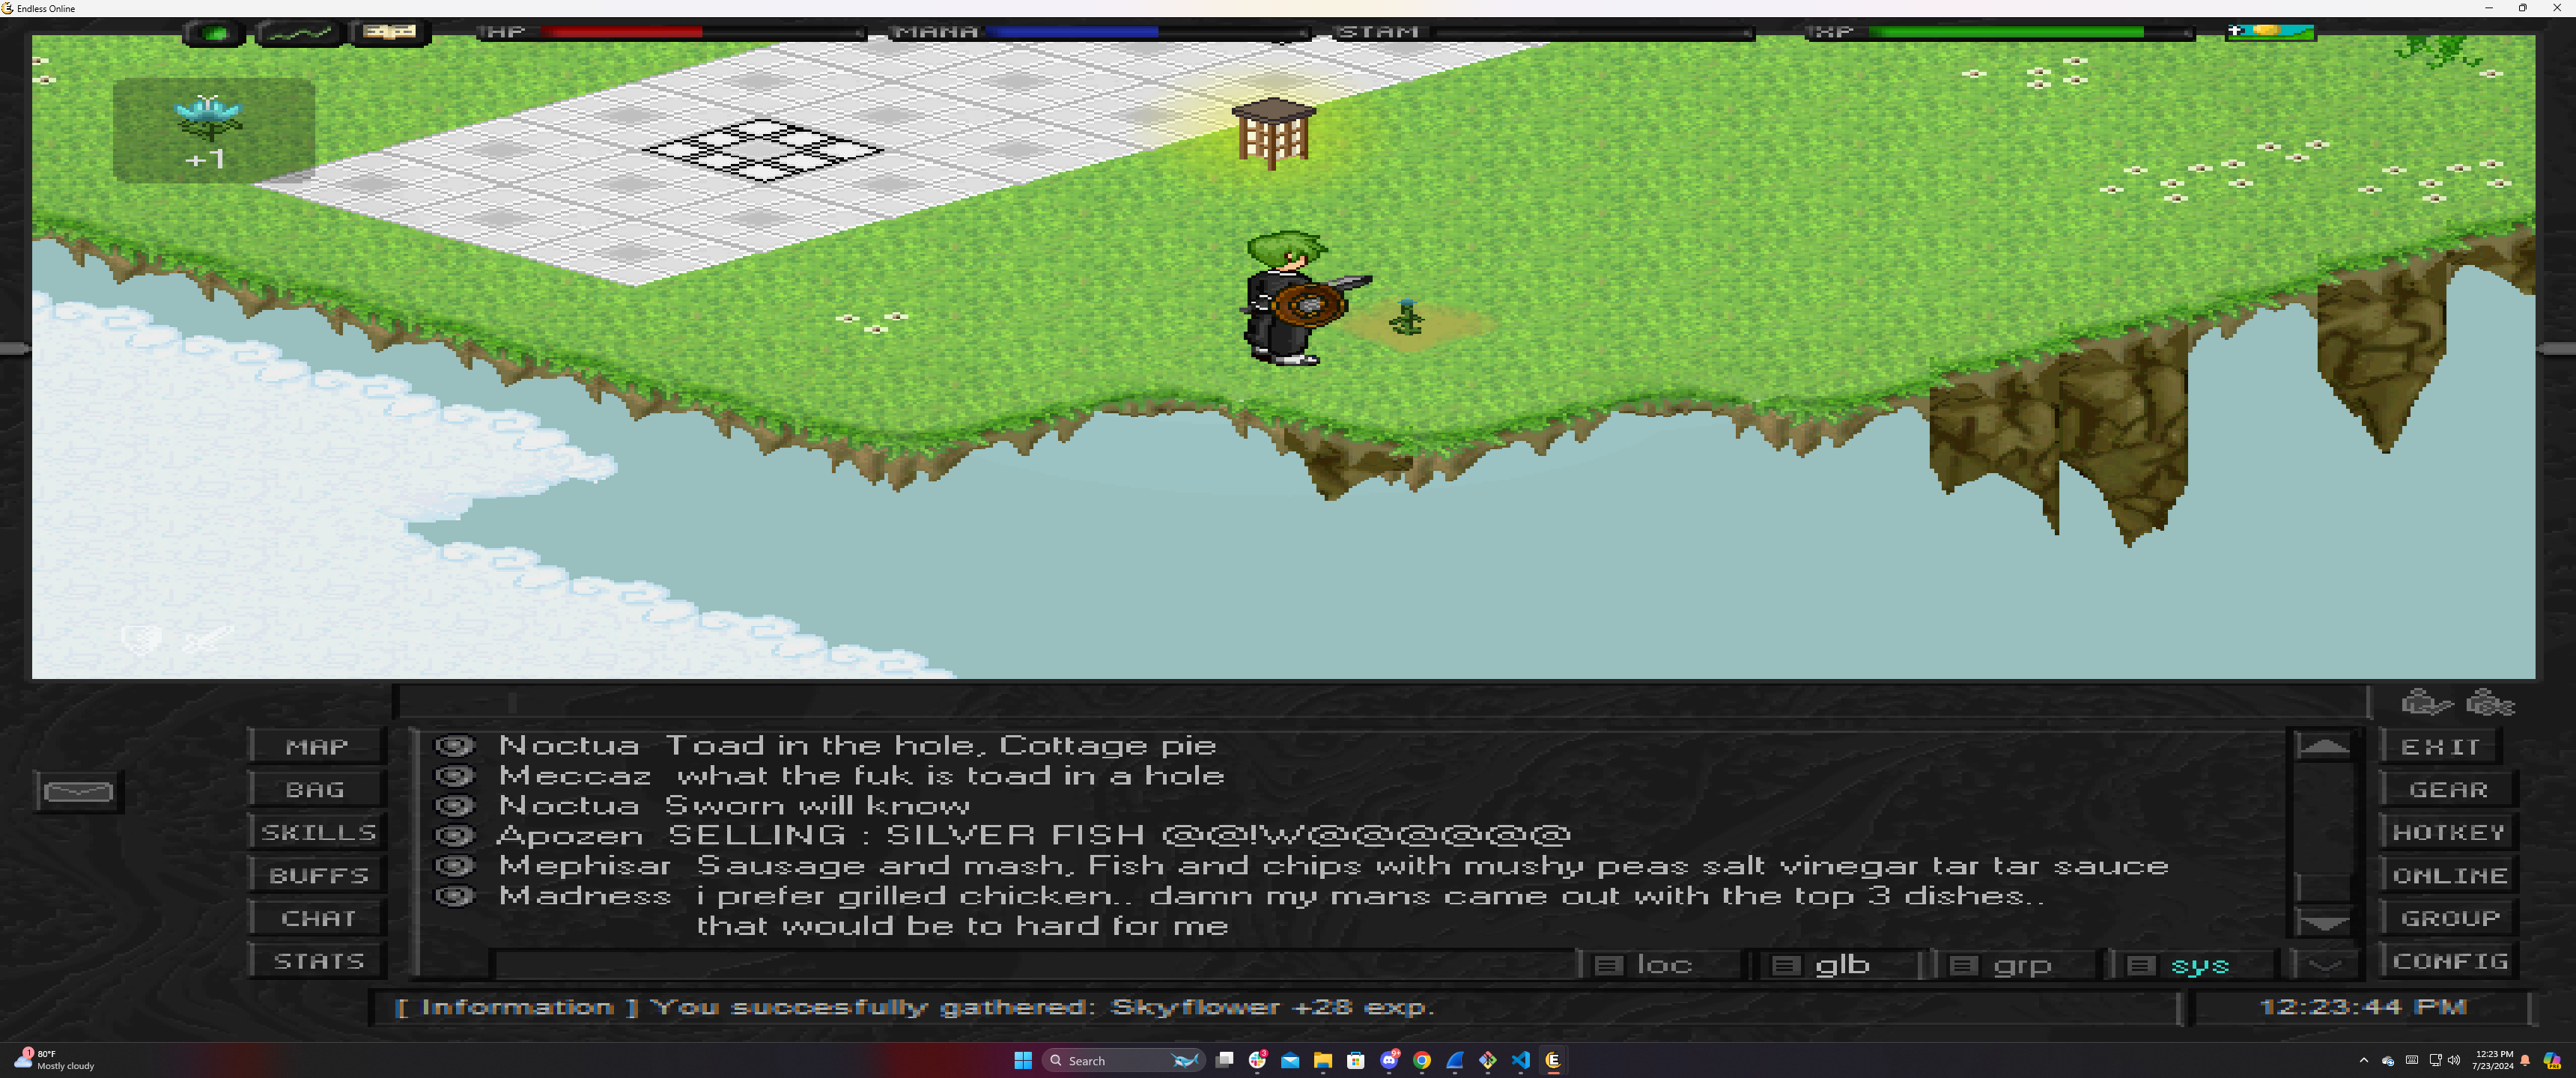 Endless Online
HP
MANA
STAM
XP
+1
Noctua Toad in the hole, Cottage pie
Meccaz what the fuk is toad in a hole
Noctua Sworn will know
Apozen SELLING : SILVER FISH @@!W@@@@@@
Mephisar Sausage and mash, Fish and chips with mushy peas salt vinegar tar tar sauce
Madness i prefer grilled chicken.. damn my mans came out with the top 3 dishes..
that would be to hard for me
MAP
BAG
SKILLS
BUFFS
CHAT
STATS
EXIT
GEAR
HOTKEY
ONLINE
GROUP
CONFIG
loc glb grp sys
[ Information ] You succesfully gathered: Skyflower +28 exp.
12:23:44 PM
1
80°F
Mostly cloudy
Search
3
9+
12:23 PM
7/23/2024
PRE